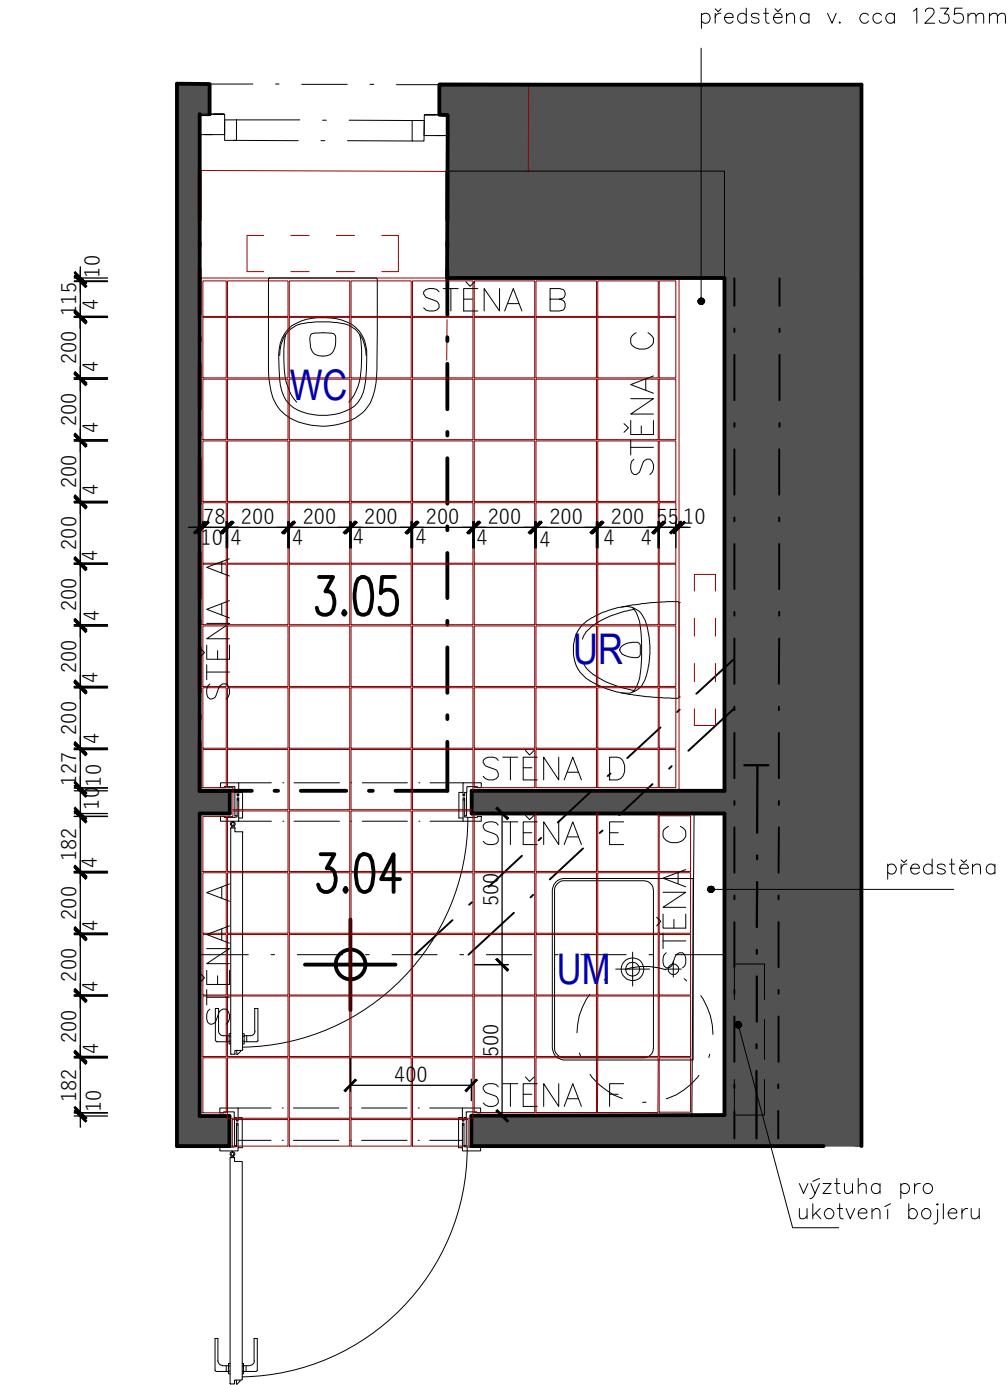 předstěna v. cca 1235mm
10
115
4
200
4
200
4
200
4
200
4
200
4
200
4
200
4
127
10
10
182
4
200
4
200
4
200
4
182
10
STĚNA B
STĚNA C
WC
78 200 200 200 200 200 200 200 55 10
10 4 4 4 4 4 4 4 4
STĚNA A
3.05
UR
STĚNA D
STĚNA E
3.04
500
STĚNA C
předstěna
STĚNA A
UM
500
400
STĚNA F
výztuha pro
ukotvení bojleru